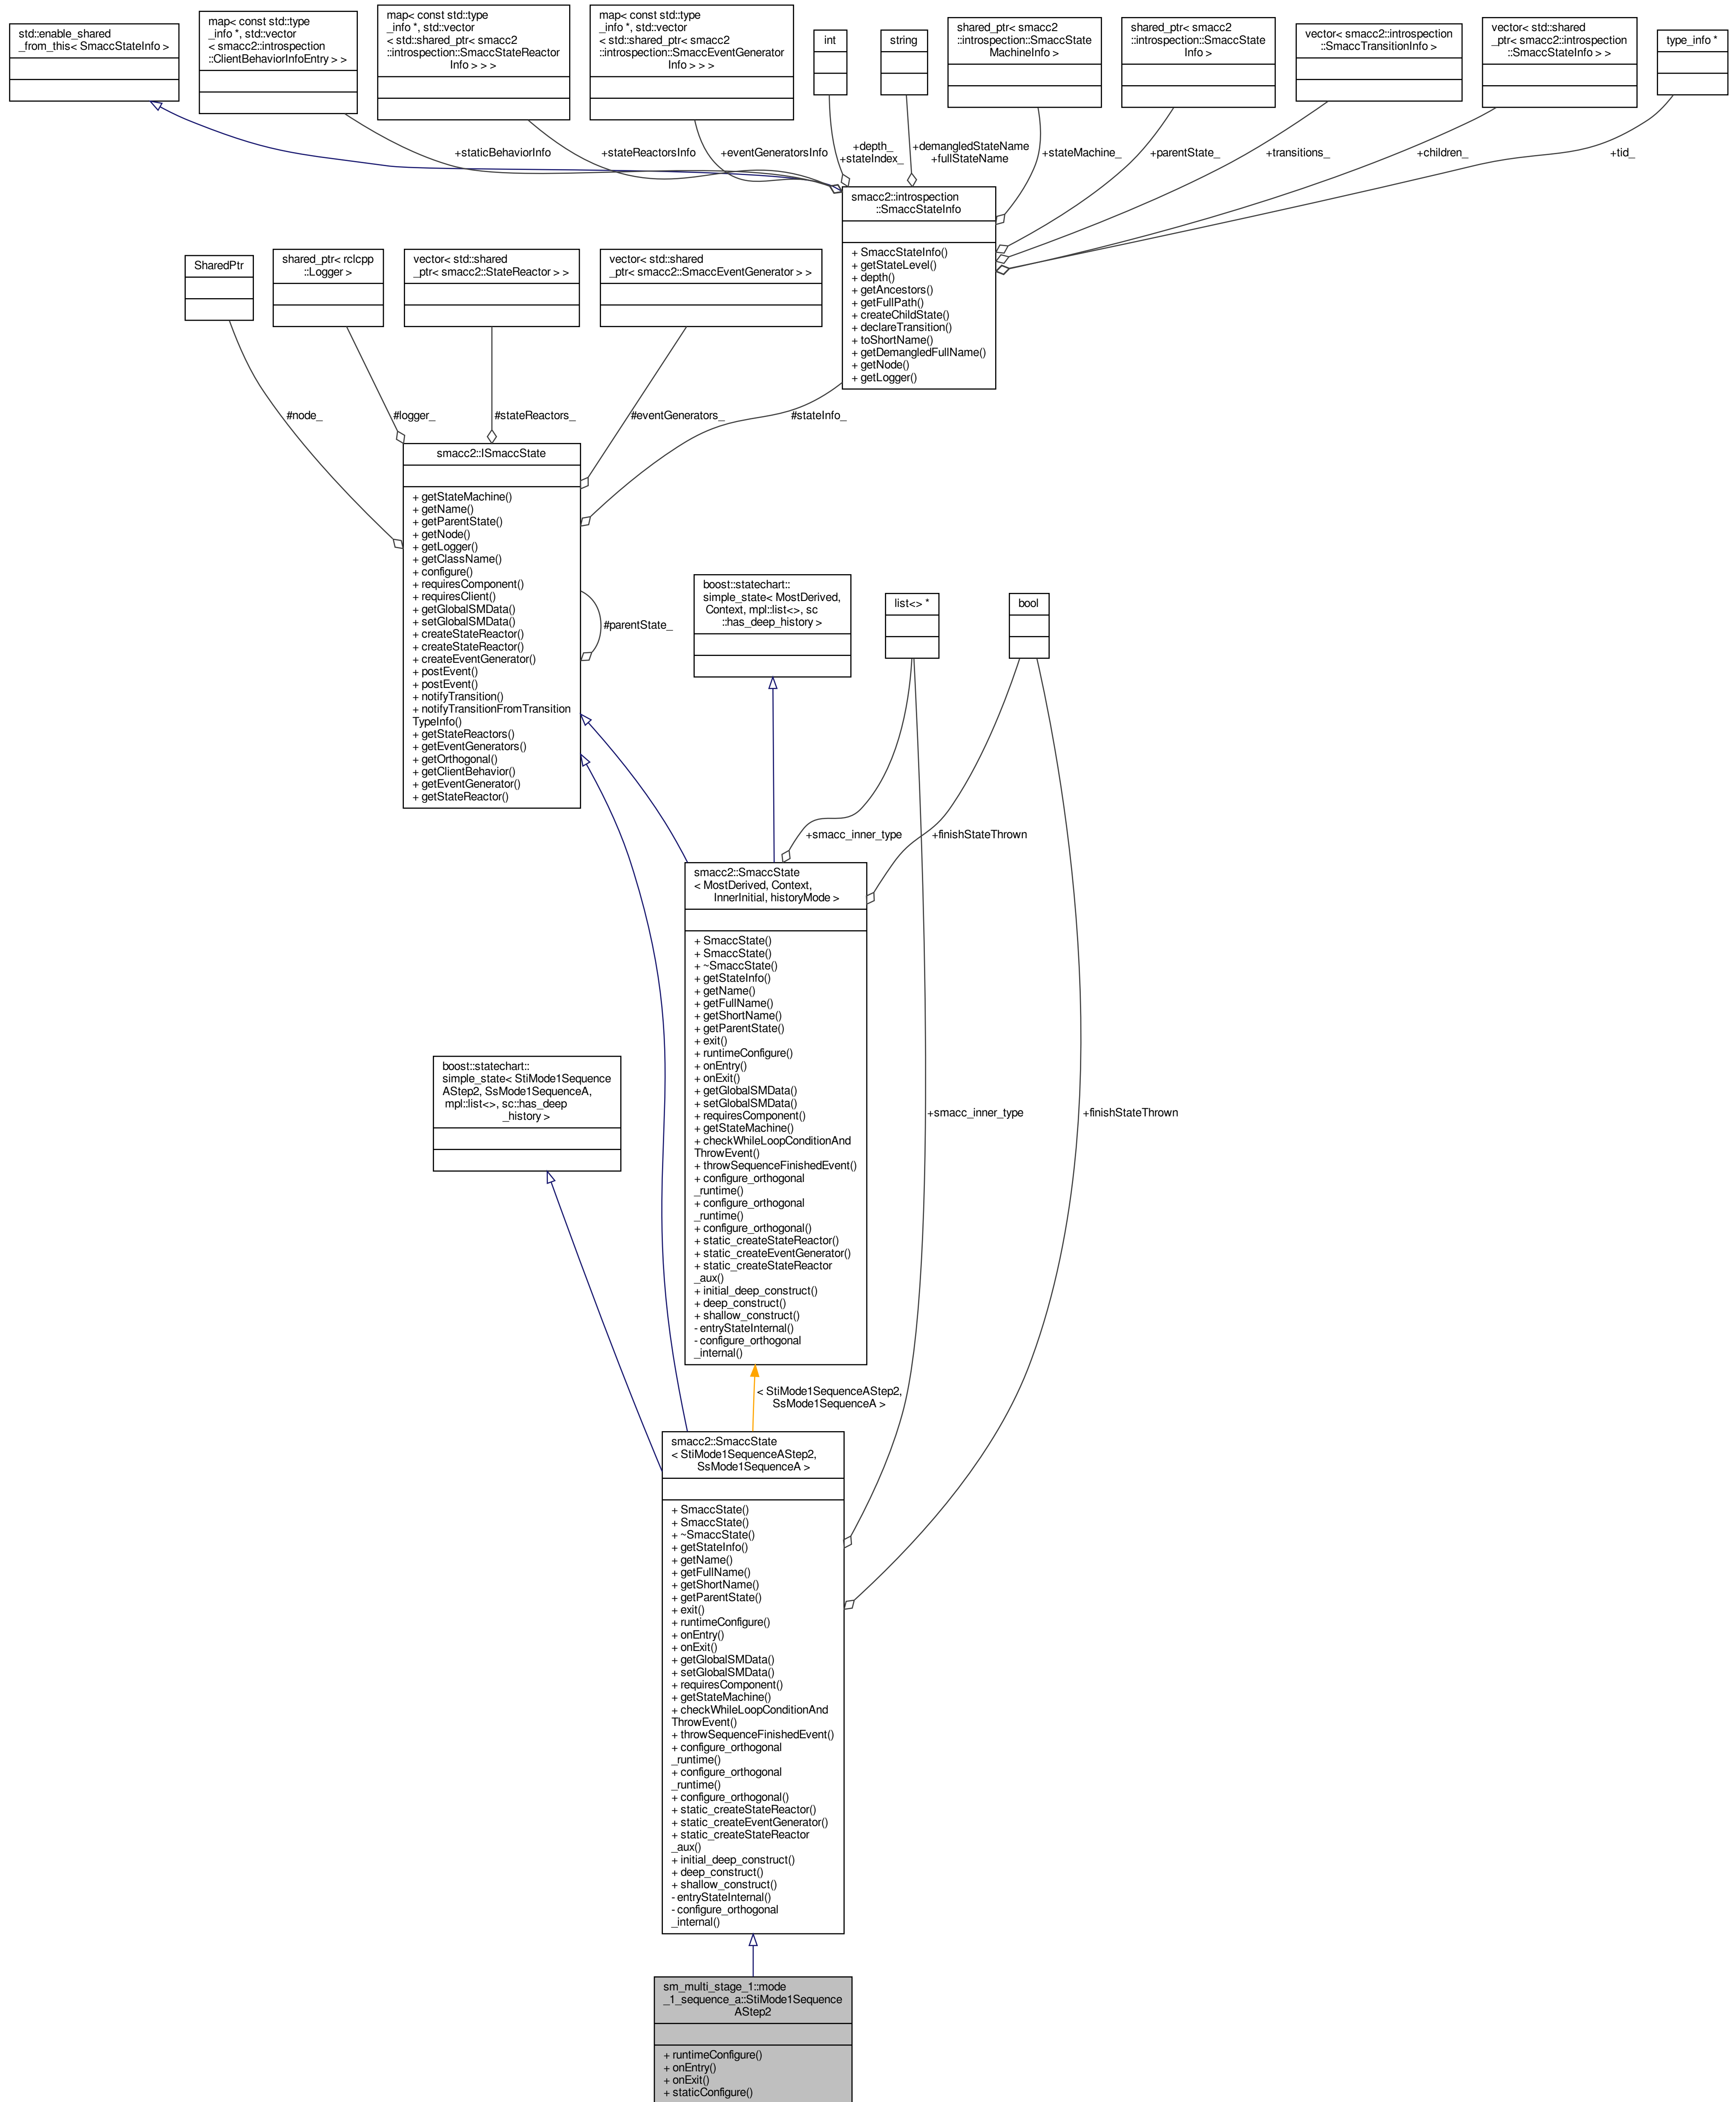 std::enable_shared
_from_this< SmaccStateInfo >
map< const std::type
_info *, std::vector
< smacc2::introspection
::ClientBehaviorInfoEntry > >
map< const std::type
_info *, std::vector
< std::shared_ptr< smacc2
::introspection::SmaccStateReactor
Info > > >
map< const std::type
_info *, std::vector
< std::shared_ptr< smacc2
::introspection::SmaccEventGenerator
Info > > >
int
string
shared_ptr< smacc2
::introspection::SmaccState
MachineInfo >
shared_ptr< smacc2
::introspection::SmaccState
Info >
vector< smacc2::introspection
::SmaccTransitionInfo >
vector< std::shared
_ptr< smacc2::introspection
::SmaccStateInfo > >
type_info *
+staticBehaviorInfo
+stateReactorsInfo
+eventGeneratorsInfo
+depth_
+stateIndex_
+demangledStateName
+fullStateName
+stateMachine_
+parentState_
+transitions_
+children_
+tid_
smacc2::introspection
::SmaccStateInfo
+ SmaccStateInfo()
+ getStateLevel()
+ depth()
+ getAncestors()
+ getFullPath()
+ createChildState()
+ declareTransition()
+ toShortName()
+ getDemangledFullName()
+ getNode()
+ getLogger()
SharedPtr
shared_ptr< rclcpp
::Logger >
vector< std::shared
_ptr< smacc2::StateReactor > >
vector< std::shared
_ptr< smacc2::SmaccEventGenerator > >
#node_
#logger_
#stateReactors_
#eventGenerators_
#stateInfo_
smacc2::ISmaccState
+ getStateMachine()
+ getName()
+ getParentState()
+ getNode()
+ getLogger()
+ getClassName()
+ configure()
+ requiresComponent()
+ requiresClient()
+ getGlobalSMData()
+ setGlobalSMData()
+ createStateReactor()
+ createStateReactor()
+ createEventGenerator()
+ postEvent()
+ postEvent()
+ notifyTransition()
+ notifyTransitionFromTransition
TypeInfo()
+ getStateReactors()
+ getEventGenerators()
+ getOrthogonal()
+ getClientBehavior()
+ getEventGenerator()
+ getStateReactor()
#parentState_
boost::statechart::
simple_state< MostDerived,
Context, mpl::list<>, sc
::has_deep_history >
list<> *
bool
+smacc_inner_type
+finishStateThrown
smacc2::SmaccState
< MostDerived, Context,
InnerInitial, historyMode >
+ SmaccState()
+ SmaccState()
+ ~SmaccState()
+ getStateInfo()
+ getName()
+ getFullName()
+ getShortName()
+ getParentState()
+ exit()
+ runtimeConfigure()
+ onEntry()
+ onExit()
+ getGlobalSMData()
+ setGlobalSMData()
+ requiresComponent()
+ getStateMachine()
+ checkWhileLoopConditionAnd
ThrowEvent()
+ throwSequenceFinishedEvent()
+ configure_orthogonal
_runtime()
+ configure_orthogonal
_runtime()
+ configure_orthogonal()
+ static_createStateReactor()
+ static_createEventGenerator()
+ static_createStateReactor
_aux()
+ initial_deep_construct()
+ deep_construct()
+ shallow_construct()
- entryStateInternal()
- configure_orthogonal
_internal()
boost::statechart::
simple_state< StiMode1Sequence
AStep2, SsMode1SequenceA,
mpl::list<>, sc::has_deep
_history >
+smacc_inner_type
+finishStateThrown
< StiMode1SequenceAStep2,
SsMode1SequenceA >
smacc2::SmaccState
< StiMode1SequenceAStep2,
SsMode1SequenceA >
+ SmaccState()
+ SmaccState()
+ ~SmaccState()
+ getStateInfo()
+ getName()
+ getFullName()
+ getShortName()
+ getParentState()
+ exit()
+ runtimeConfigure()
+ onEntry()
+ onExit()
+ getGlobalSMData()
+ setGlobalSMData()
+ requiresComponent()
+ getStateMachine()
+ checkWhileLoopConditionAnd
ThrowEvent()
+ throwSequenceFinishedEvent()
+ configure_orthogonal
_runtime()
+ configure_orthogonal
_runtime()
+ configure_orthogonal()
+ static_createStateReactor()
+ static_createEventGenerator()
+ static_createStateReactor
_aux()
+ initial_deep_construct()
+ deep_construct()
+ shallow_construct()
- entryStateInternal()
- configure_orthogonal
_internal()
sm_multi_stage_1::mode
_1_sequence_a::StiMode1Sequence
AStep2
+ runtimeConfigure()
+ onEntry()
+ onExit()
+ staticConfigure()